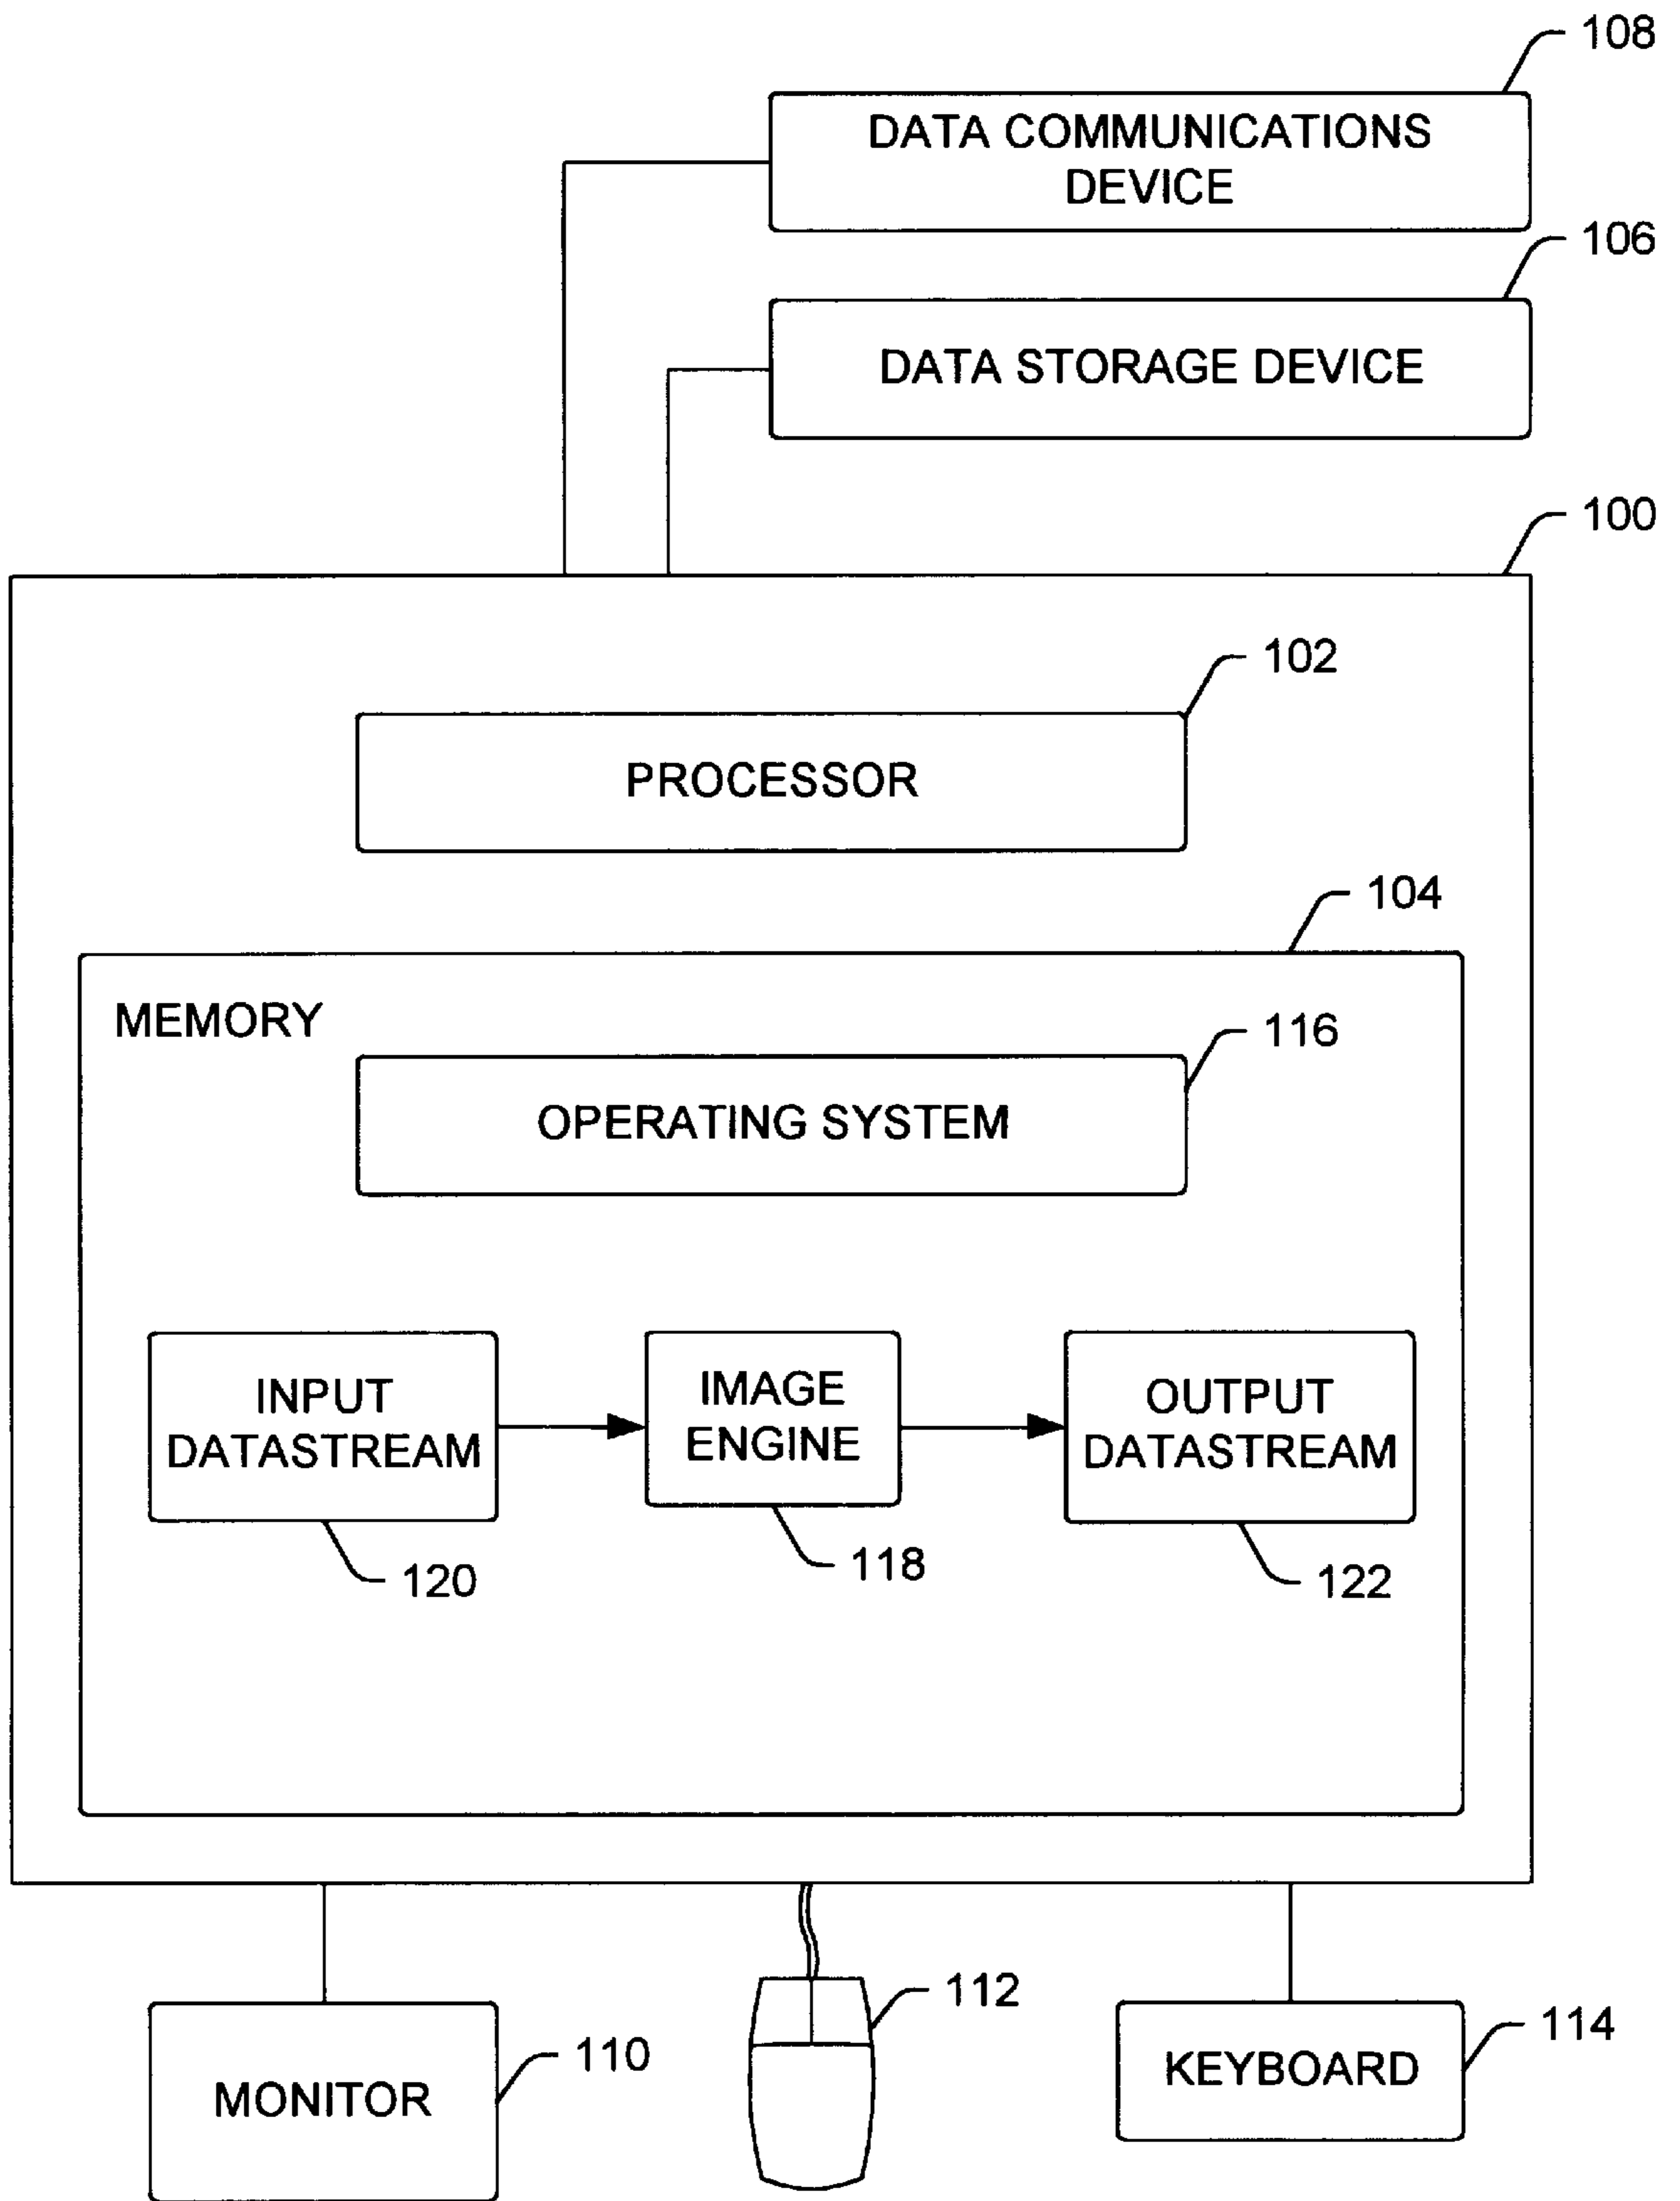 108
DATA COMMUNICATIONS
DEVICE
106
DATA STORAGE DEVICE
100
102
PROCESSOR
104
MEMORY
116
OPERATING SYSTEM
INPUT
DATASTREAM
IMAGE
ENGINE
OUTPUT
DATASTREAM
120
118
122
112
110
MONITOR
114
KEYBOARD